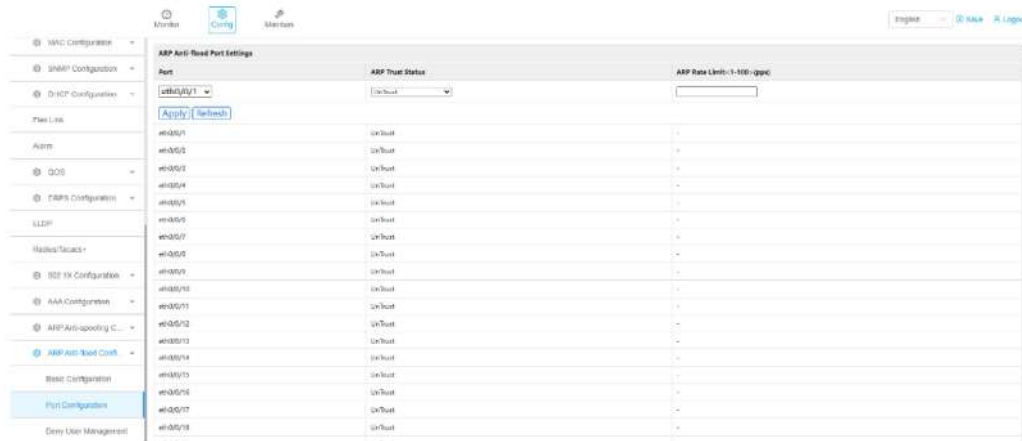 Monitor Config Maintain
English Save Logout
MAC Configuration
SNMP Configuration
DHCP Configuration
Flex Link
Alarm
QOS
ERPS Configuration
LLDP
Radius/Tacacs+
802.1X Configuration
AAA Configuration
ARP Anti-spoofing C...
ARP Anti-flood Confi...
Basic Configuration
Port Configuration
Deny User Management
ARP Anti-flood Port Settings
Port ARP Trust Status ARP Rate Limit<1-100>(pps)
eth0/0/1 UnTrust
Apply Refresh
eth0/0/1 UnTrust -
eth0/0/2 UnTrust -
eth0/0/3 UnTrust -
eth0/0/4 UnTrust -
eth0/0/5 UnTrust -
eth0/0/6 UnTrust -
eth0/0/7 UnTrust -
eth0/0/8 UnTrust -
eth0/0/9 UnTrust -
eth0/0/10 UnTrust -
eth0/0/11 UnTrust -
eth0/0/12 UnTrust -
eth0/0/13 UnTrust -
eth0/0/14 UnTrust -
eth0/0/15 UnTrust -
eth0/0/16 UnTrust -
eth0/0/17 UnTrust -
eth0/0/18 UnTrust -